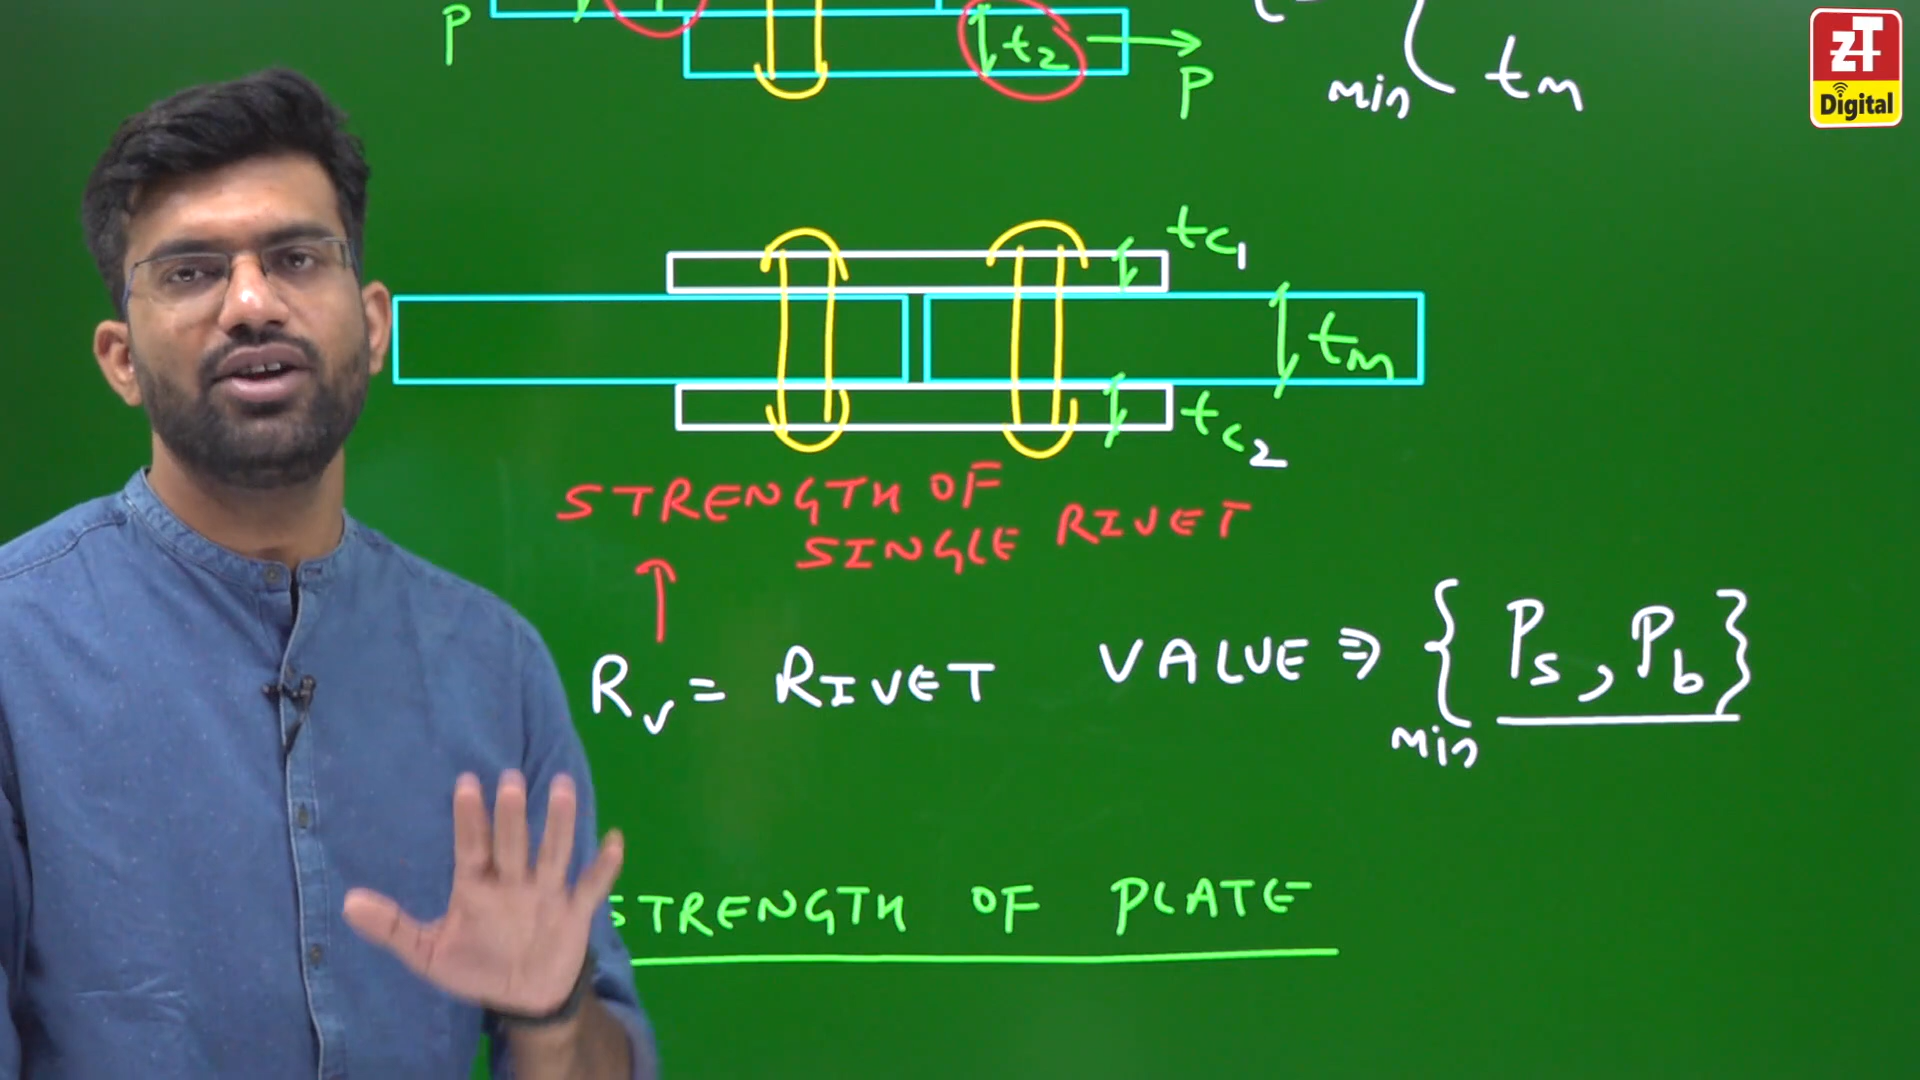 P
t2
P
min
tm
ZT
Digital
tc1
tm
tc2
STRENGTH OF
SINGLE RIVET
Rv = RIVET VALUE ⇒ { Ps, Pb }
min
STRENGTH OF PLATE